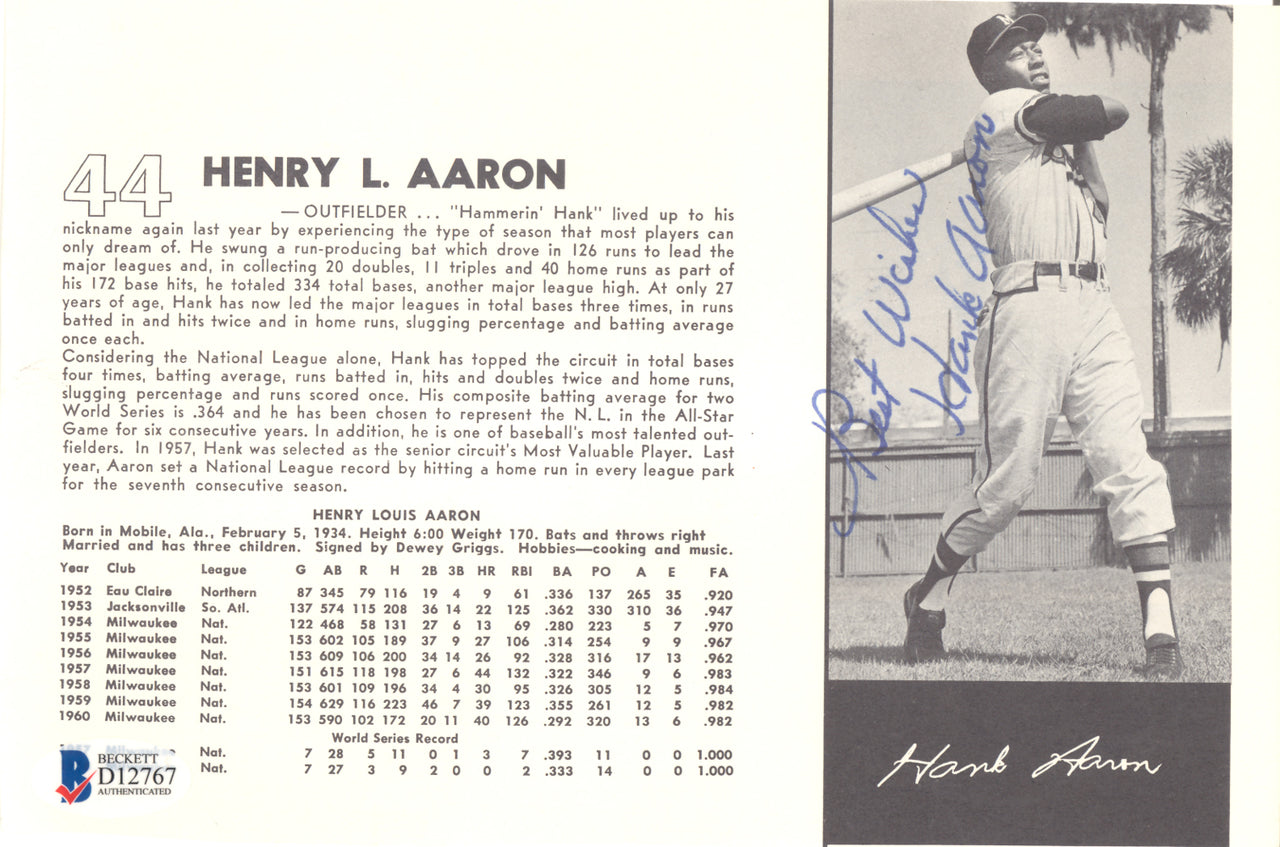 44 HENRY L. AARON
— OUTFIELDER ... "Hammerin' Hank" lived up to his
nickname again last year by experiencing the type of season that most players can
only dream of. He swung a run-producing bat which drove in 126 runs to lead the
major leagues and, in collecting 20 doubles, 11 triples and 40 home runs as part of
his 172 base hits, he totaled 334 total bases, another major league high. At only 27
years of age, Hank has now led the major leagues in total bases three times, in runs
batted in and hits twice and in home runs, slugging percentage and batting average
once each.
Considering the National League alone, Hank has topped the circuit in total bases
four times, batting average, runs batted in, hits and doubles twice and home runs,
slugging percentage and runs scored once. His composite batting average for two
World Series is .364 and he has been chosen to represent the N. L. in the All-Star
Game for six consecutive years. In addition, he is one of baseball's most talented out-
fielders. In 1957, Hank was selected as the senior circuit's Most Valuable Player. Last
year, Aaron set a National League record by hitting a home run in every league park
for the seventh consecutive season.
HENRY LOUIS AARON
Born in Mobile, Ala., February 5, 1934. Height 6:00 Weight 170. Bats and throws right
Married and has three children. Signed by Dewey Griggs. Hobbies—cooking and music.
Year Club League G AB R H 2B 3B HR RBI BA PO A E FA
1952 Eau Claire Northern 87 345 79 116 19 4 9 61 .336 137 265 35 .920
1953 Jacksonville So. Atl. 137 574 115 208 36 14 22 125 .362 330 310 36 .947
1954 Milwaukee Nat. 122 468 58 131 27 6 13 69 .280 223 5 7 .970
1955 Milwaukee Nat. 153 602 105 189 37 9 27 106 .314 254 9 9 .967
1956 Milwaukee Nat. 153 609 106 200 34 14 26 92 .328 316 17 13 .962
1957 Milwaukee Nat. 151 615 118 198 27 6 44 132 .322 346 9 6 .983
1958 Milwaukee Nat. 153 601 109 196 34 4 30 95 .326 305 12 5 .984
1959 Milwaukee Nat. 154 629 116 223 46 7 39 123 .355 261 12 5 .982
1960 Milwaukee Nat. 153 590 102 172 20 11 40 126 .292 320 13 6 .982
World Series Record
Nat. 7 28 5 11 0 1 3 7 .393 11 0 0 1.000
Nat. 7 27 3 9 2 0 0 2 .333 14 0 0 1.000
B BECKETT
D12767
AUTHENTICATED
M
Best Wishes
Hank Aaron
Hank Aaron